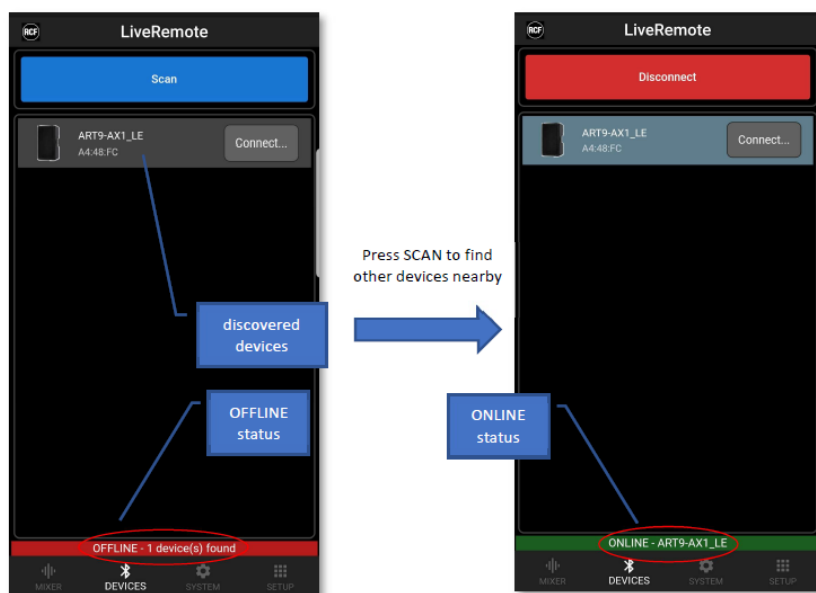 RCF
LiveRemote
Scan
ART9-AX1_LE
A4:48:FC
Connect...
discovered
devices
OFFLINE
status
OFFLINE - 1 device(s) found
MIXER
DEVICES
SYSTEM
SETUP
Press SCAN to find
other devices nearby
RCF
LiveRemote
Disconnect
ART9-AX1_LE
A4:48:FC
Connect...
ONLINE
status
ONLINE - ART9-AX1_LE
MIXER
DEVICES
SYSTEM
SETUP